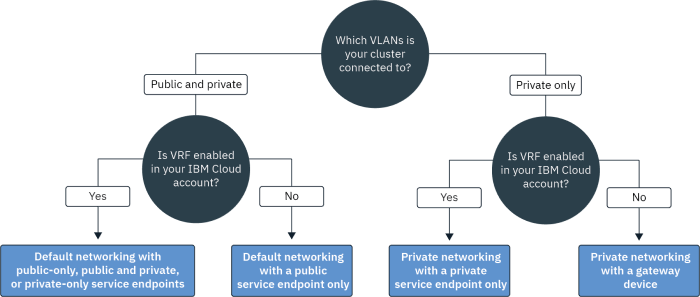 Which VLANs is
your cluster
connected to?
Public and private
Private only
Is VRF enabled
in your IBM Cloud
account?
Is VRF enabled
in your IBM Cloud
account?
Yes
No
Yes
No
Default networking with
public-only, public and private,
or private-only service endpoints
Default networking
with a public
service endpoint only
Private networking
with a private
service endpoint only
Private networking
with a gateway
device